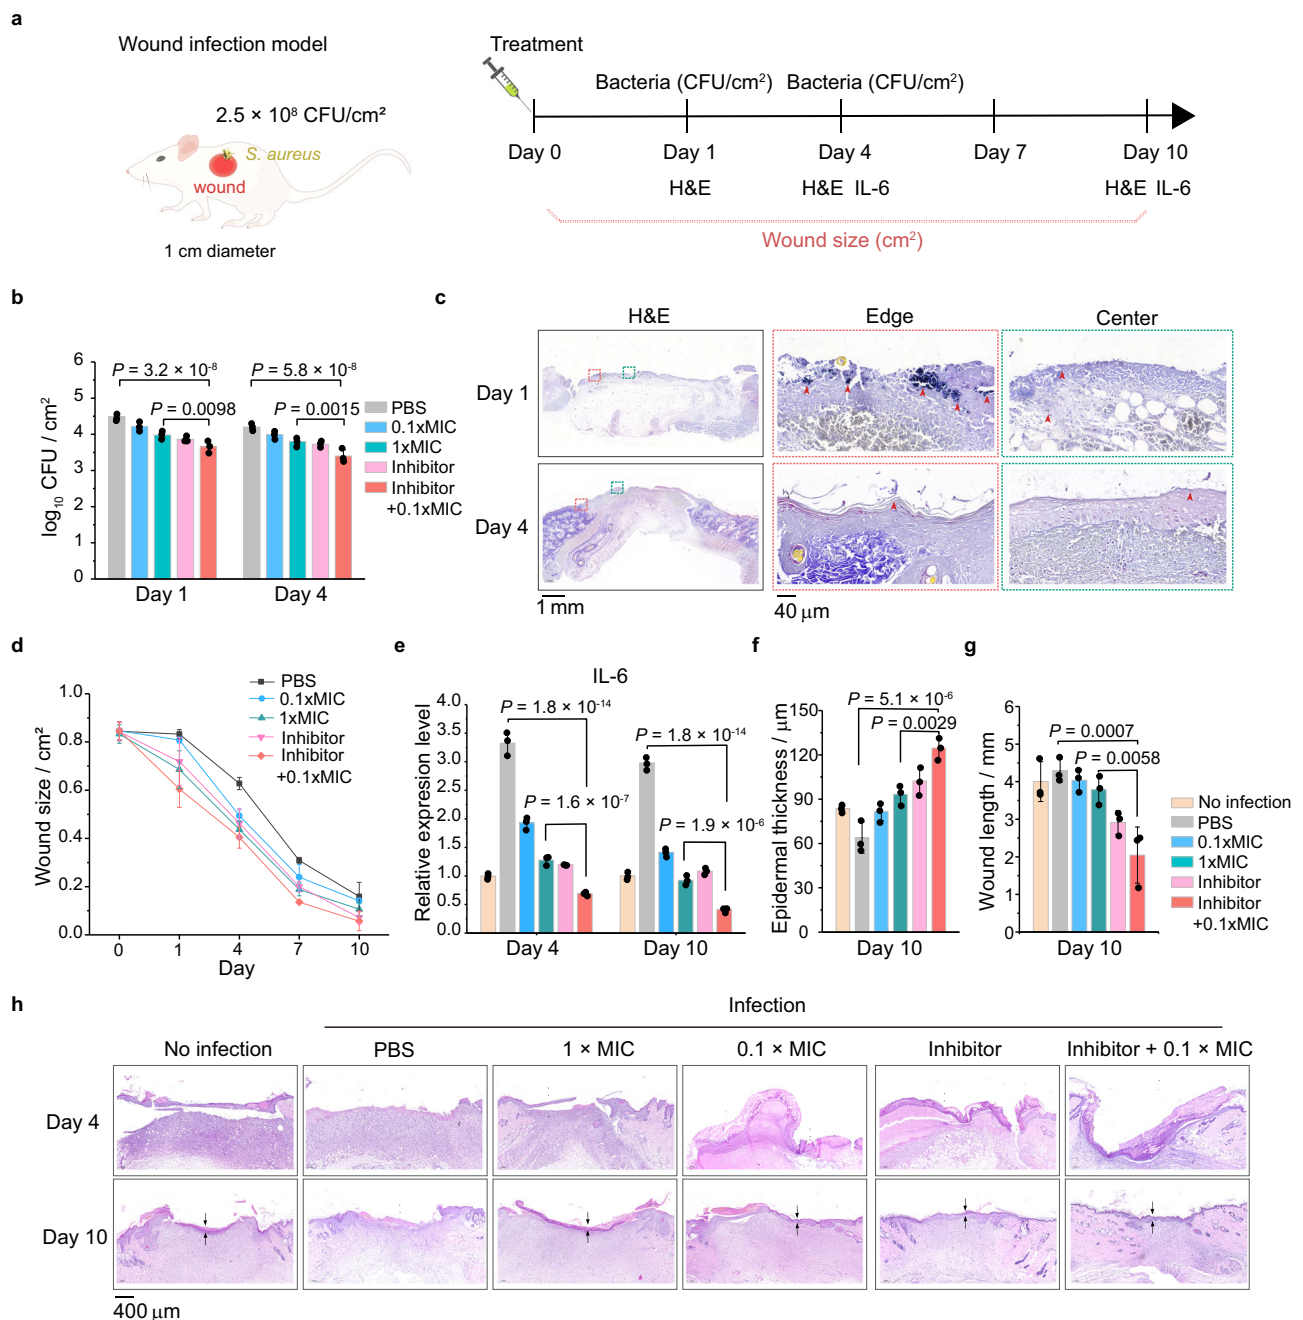 a
Wound infection model
2.5 × 10⁸ CFU/cm²
S. aureus
wound
1 cm diameter
Treatment
Bacteria (CFU/cm²) Bacteria (CFU/cm²)
Day 0 Day 1 Day 4 Day 7 Day 10
H&E H&E IL-6 H&E IL-6
Wound size (cm²)
b
log₁₀ CFU / cm²
6
5
4
3
2
1
0
P = 3.2 × 10⁻⁸
P = 0.0098
P = 5.8 × 10⁻⁸
P = 0.0015
Day 1 Day 4
PBS
0.1xMIC
1xMIC
Inhibitor
Inhibitor
+0.1xMIC
c
H&E Edge Center
Day 1
Day 4
1 mm 40 μm
d
Wound size / cm²
1.0
0.8
0.6
0.4
0.2
0.0
0 1 4 7 10
Day
PBS
0.1xMIC
1xMIC
Inhibitor
Inhibitor
+0.1xMIC
e
IL-6
Relative expresion level
4.0
3.5
3.0
2.5
2.0
1.5
1.0
0.5
0.0
P = 1.8 × 10⁻¹⁴
P = 1.6 × 10⁻⁷
P = 1.8 × 10⁻¹⁴
P = 1.9 × 10⁻⁶
Day 4 Day 10
f
Epidermal thickness / μm
150
120
90
60
30
0
P = 5.1 × 10⁻⁶
P = 0.0029
Day 10
g
Wound length / mm
6
5
4
3
2
1
0
P = 0.0007
P = 0.0058
Day 10
No infection
PBS
0.1xMIC
1xMIC
Inhibitor
Inhibitor
+0.1xMIC
h
Infection
No infection PBS 1 × MIC 0.1 × MIC Inhibitor Inhibitor + 0.1 × MIC
Day 4
Day 10
400 μm